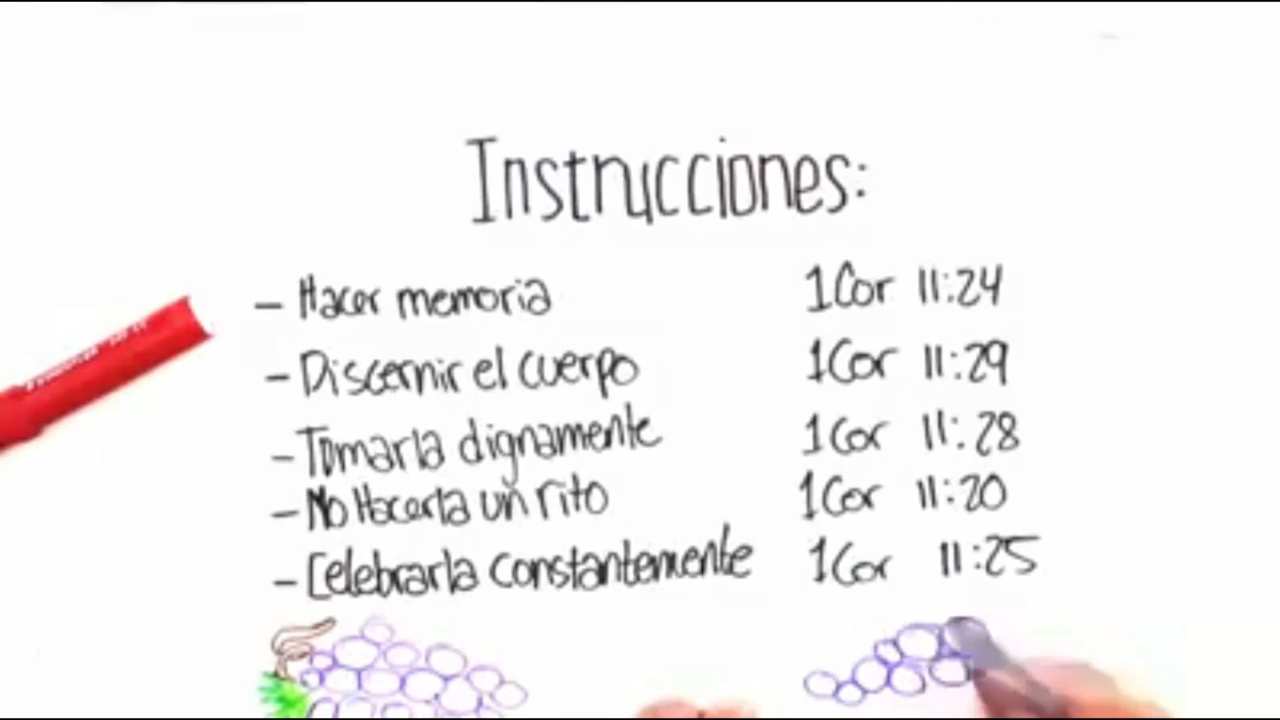 Instrucciones:
- Hacer memoria 1Cor 11:24
- Discernir el cuerpo 1Cor 11:29
- Tomarla dignamente 1Cor 11:28
- No Hacerla un rito 1Cor 11:20
- Celebrarla constantemente 1Cor 11:25